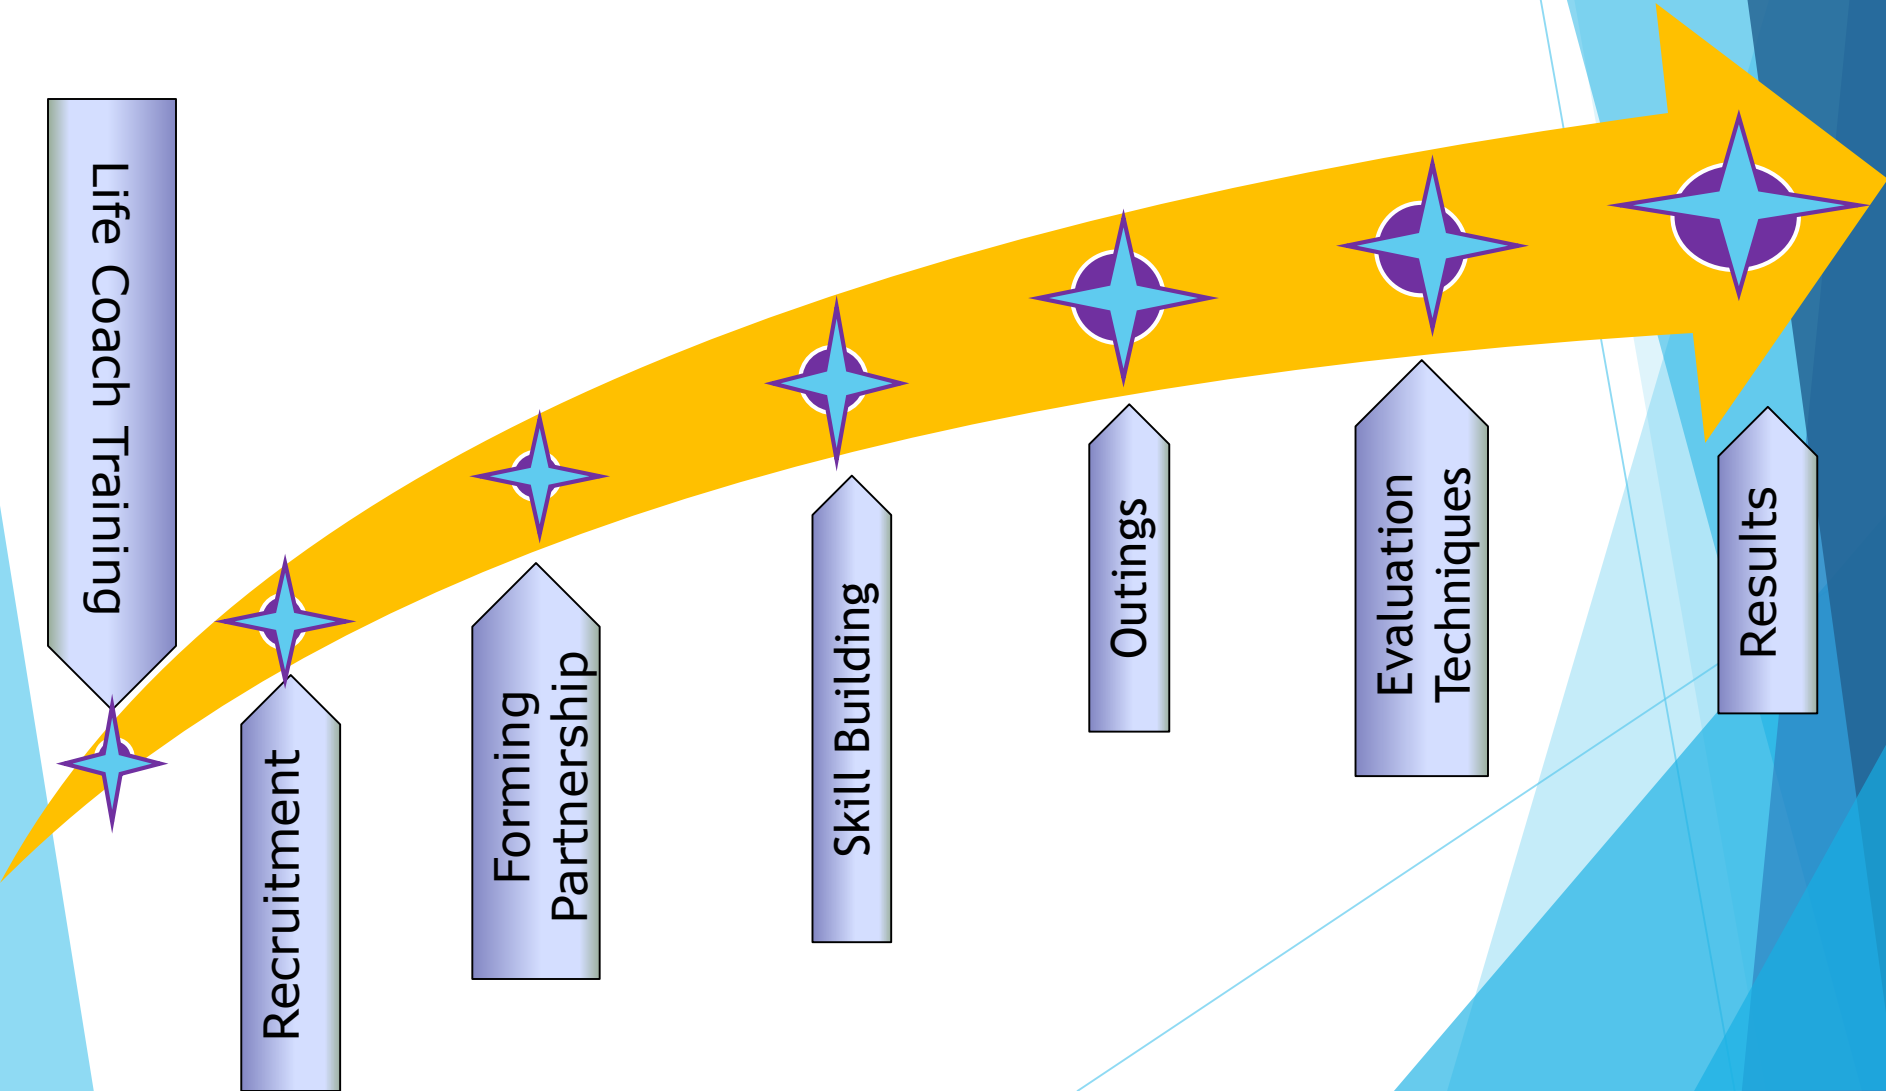 Life Coach Training
Recruitment
Forming
Partnership
Skill Building
Outings
Evaluation
Techniques
Results